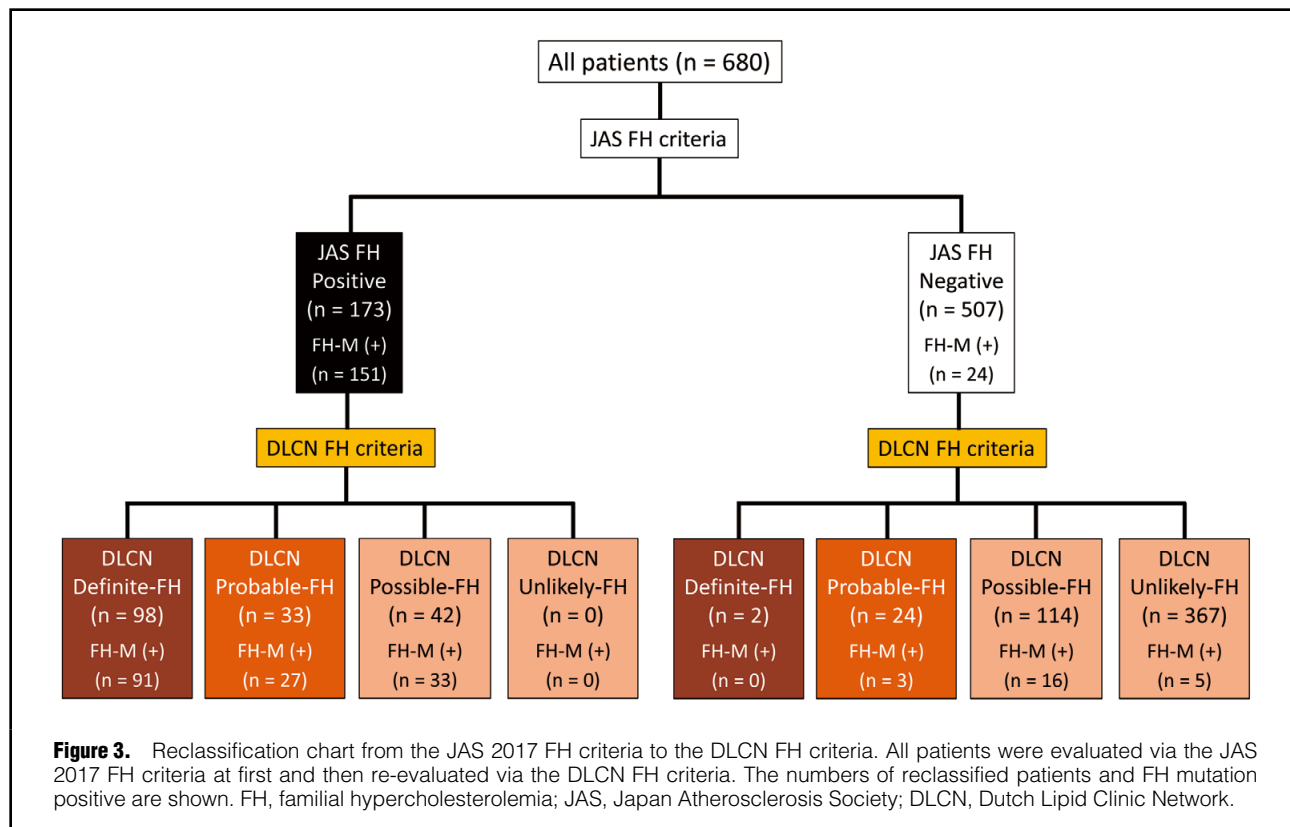 All patients (n = 680)
JAS FH criteria
JAS FH
Positive
(n = 173)
FH-M (+)
(n = 151)
JAS FH
Negative
(n = 507)
FH-M (+)
(n = 24)
DLCN FH criteria
DLCN FH criteria
DLCN
Definite-FH
(n = 98)
FH-M (+)
(n = 91)
DLCN
Probable-FH
(n = 33)
FH-M (+)
(n = 27)
DLCN
Possible-FH
(n = 42)
FH-M (+)
(n = 33)
DLCN
Unlikely-FH
(n = 0)
FH-M (+)
(n = 0)
DLCN
Definite-FH
(n = 2)
FH-M (+)
(n = 0)
DLCN
Probable-FH
(n = 24)
FH-M (+)
(n = 3)
DLCN
Possible-FH
(n = 114)
FH-M (+)
(n = 16)
DLCN
Unlikely-FH
(n = 367)
FH-M (+)
(n = 5)
Figure 3. Reclassification chart from the JAS 2017 FH criteria to the DLCN FH criteria. All patients were evaluated via the JAS
2017 FH criteria at first and then re-evaluated via the DLCN FH criteria. The numbers of reclassified patients and FH mutation
positive are shown. FH, familial hypercholesterolemia; JAS, Japan Atherosclerosis Society; DLCN, Dutch Lipid Clinic Network.